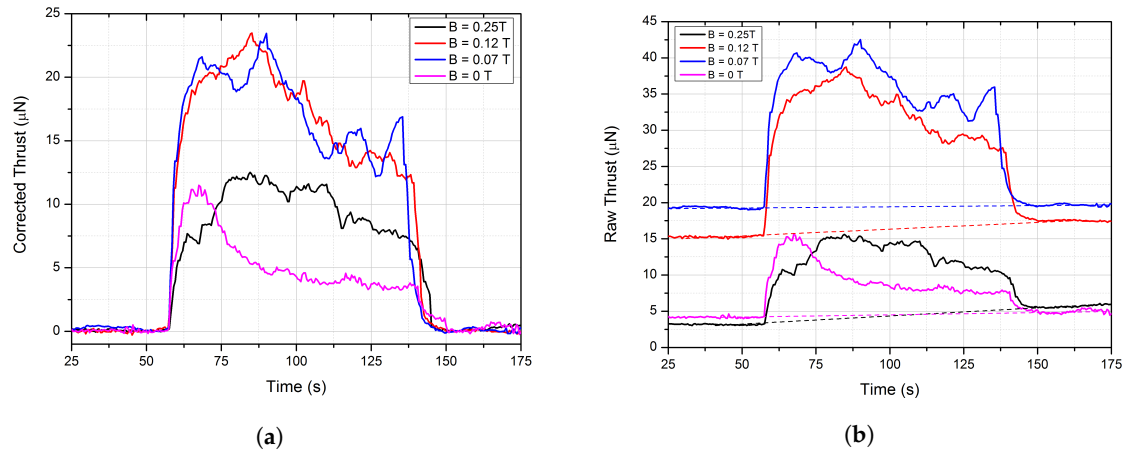 Corrected Thrust (μN)
25
20
15
10
5
0
B = 0.25T
B = 0.12 T
B = 0.07 T
B = 0 T
25 50 75 100 125 150 175
Time (s)
(a)
Raw Thrust (μN)
45
40
35
30
25
20
15
10
5
0
B = 0.25T
B = 0.12 T
B = 0.07 T
B = 0 T
25 50 75 100 125 150 175
Time (s)
(b)